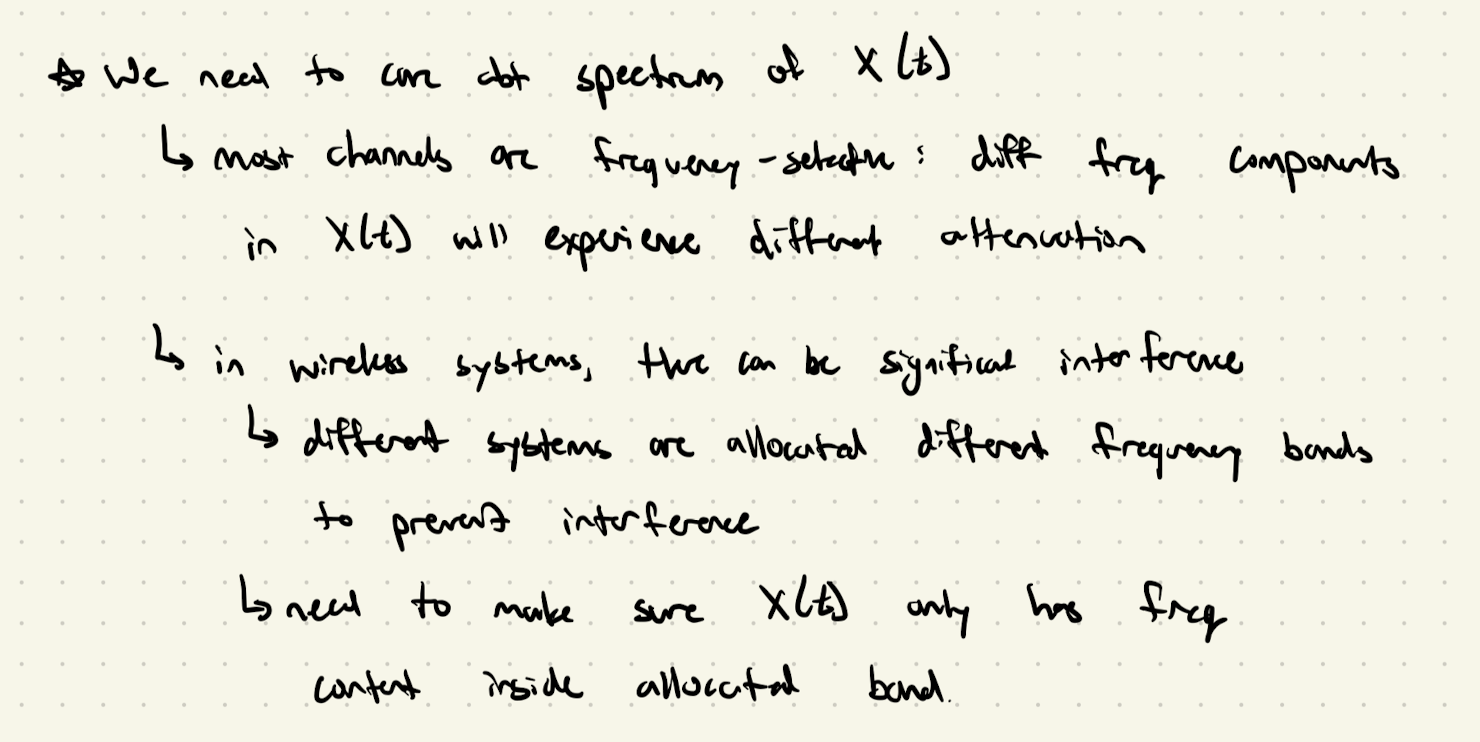 ☆ We need to care abt spectrum of X(t)
↳ most channels are frequency-selective: diff freq components
in X(t) will experience different attenuation
↳ in wireless systems, there can be significant interference
↳ different systems are allocated different frequency bands
to prevent interference
↳ need to make sure X(t) only has freq
content inside allocated band.